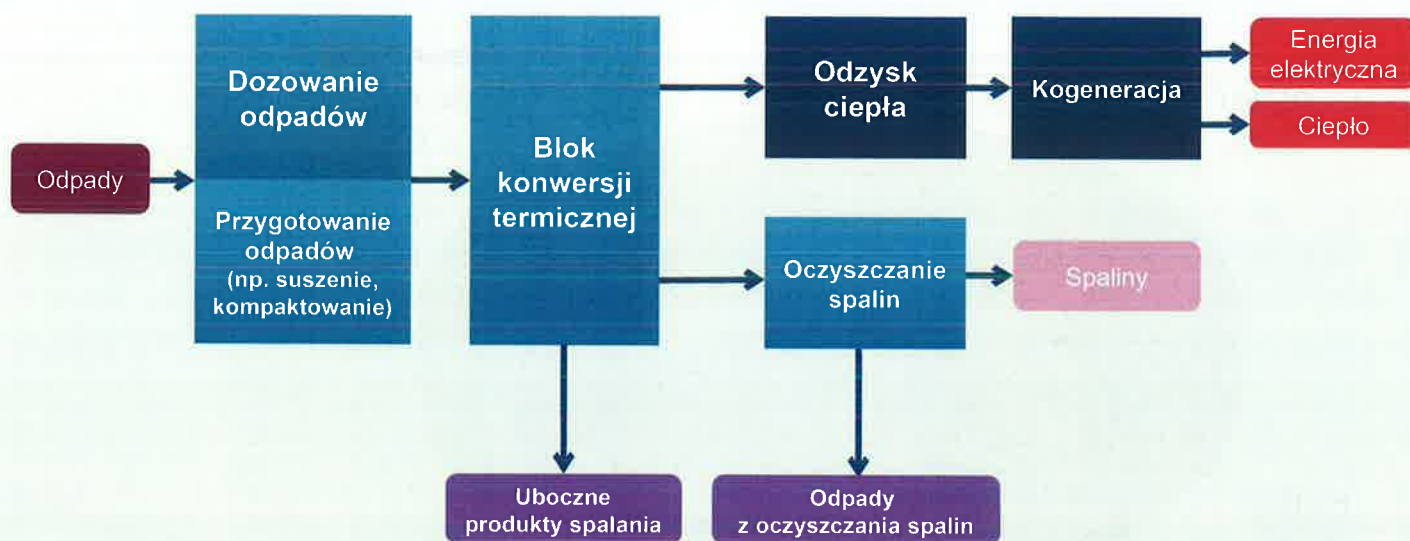 Odpady
Dozowanie
odpadów
Przygotowanie
odpadów
(np. suszenie,
kompaktowanie)
Blok
konwersji
termicznej
Odzysk
ciepła
Kogeneracja
Energia
elektryczna
Ciepło
Oczyszczanie
spalin
Spaliny
Uboczne
produkty spalania
Odpady
z oczyszczania spalin